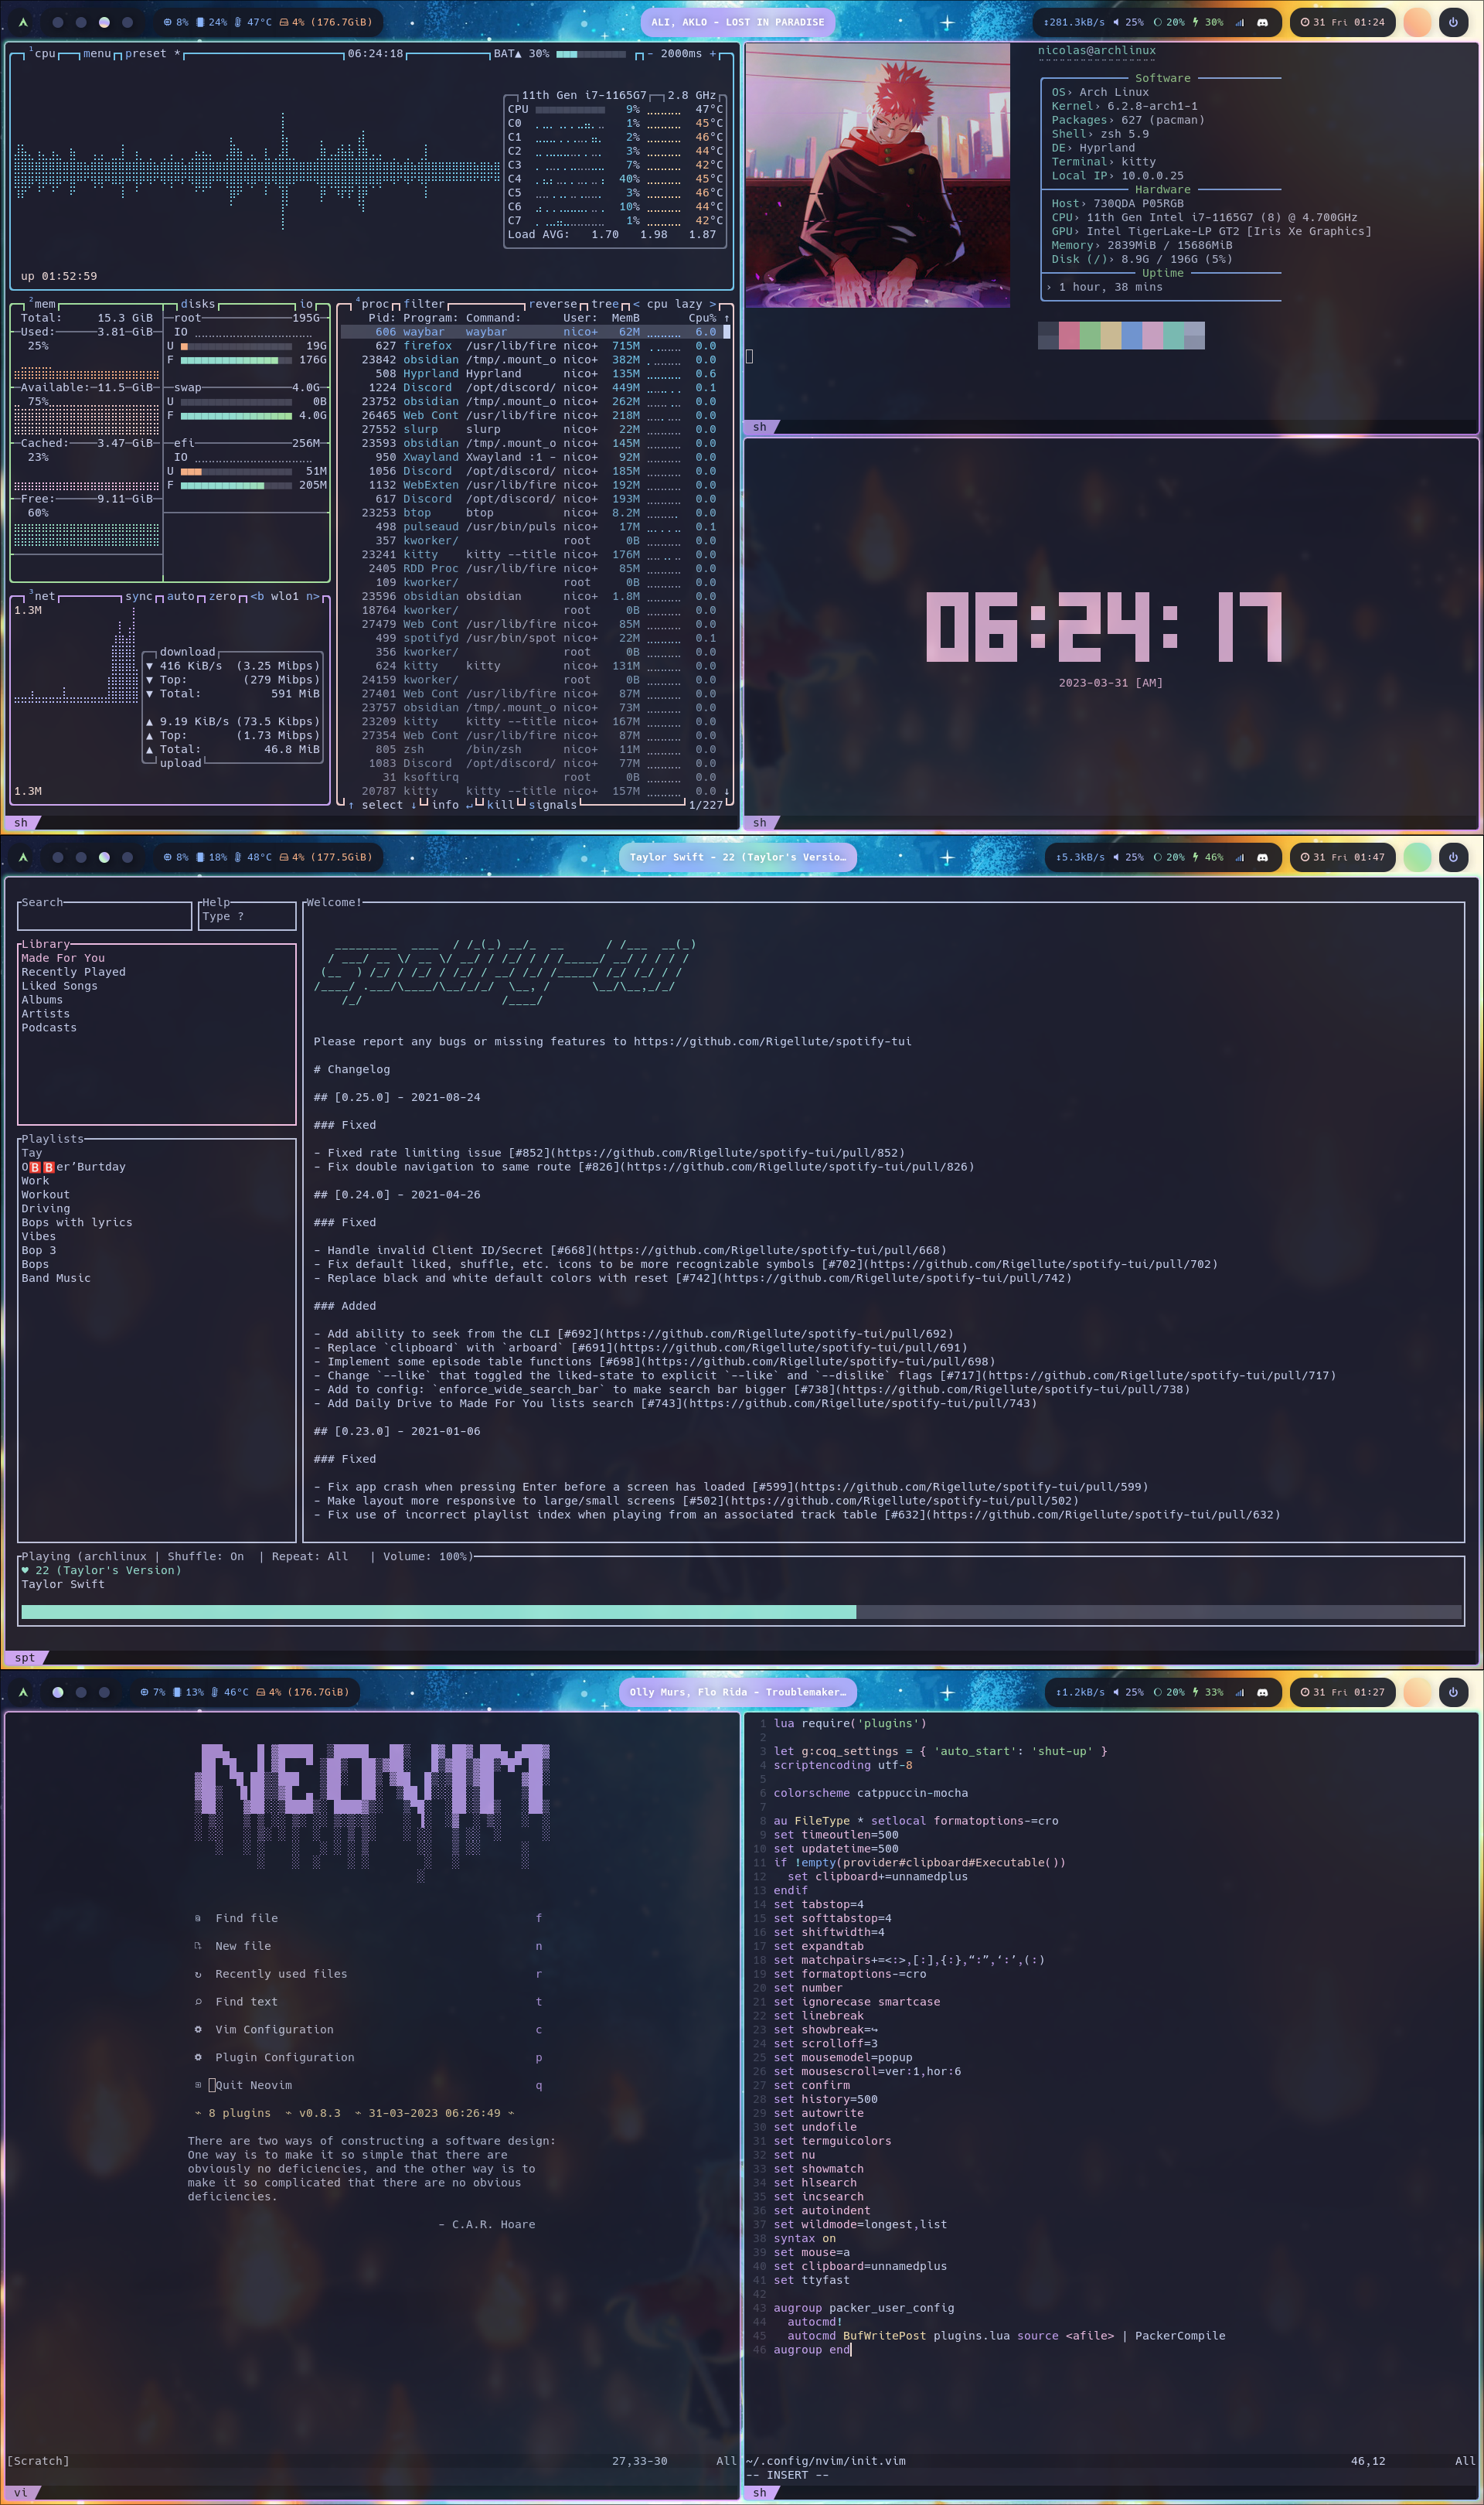 8% 24% 47°C 4% (176.7GiB)
ALI, AKLO - LOST IN PARADISE
281.3kB/s 25% 20% 30% 31 Fri 01:24
1cpu menu preset * 06:24:18 BAT▲ 30% - 2000ms +
11th Gen i7-1165G7 2.8 GHz
CPU 9% 47°C
C0 1% 45°C
C1 2% 46°C
C2 3% 44°C
C3 7% 42°C
C4 40% 45°C
C5 3% 46°C
C6 10% 44°C
C7 1% 42°C
Load AVG: 1.70 1.98 1.87
up 01:52:59
2mem disks io
Total: 15.3 GiB
Used: 3.81 GiB
25%
Available: 11.5 GiB
75%
Cached: 3.47 GiB
23%
Free: 9.11 GiB
60%
root 195G
IO
U 19G
F 176G
swap 4.0G
U 0B
F 4.0G
efi 256M
IO
U 51M
F 205M
3net sync auto zero <b wlo1 n>
1.3M
download
▼ 416 KiB/s (3.25 Mibps)
▼ Top: (279 Mibps)
▼ Total: 591 MiB
▲ 9.19 KiB/s (73.5 Kibps)
▲ Top: (1.73 Mibps)
▲ Total: 46.8 MiB
upload
1.3M
4proc filter reverse tree < cpu lazy >
Pid: Program: Command: User: MemB Cpu% ↑
606 waybar waybar nico+ 62M 6.0
627 firefox /usr/lib/fire nico+ 715M 0.0
23842 obsidian /tmp/.mount_o nico+ 382M 0.0
508 Hyprland Hyprland nico+ 135M 0.6
1224 Discord /opt/discord/ nico+ 449M 0.1
23752 obsidian /tmp/.mount_o nico+ 262M 0.0
26465 Web Cont /usr/lib/fire nico+ 218M 0.0
27552 slurp slurp nico+ 22M 0.0
23593 obsidian /tmp/.mount_o nico+ 145M 0.0
950 Xwayland Xwayland :1 - nico+ 92M 0.0
1056 Discord /opt/discord/ nico+ 185M 0.0
1132 WebExten /usr/lib/fire nico+ 192M 0.0
617 Discord /opt/discord/ nico+ 193M 0.0
23253 btop btop nico+ 8.2M 0.0
498 pulseaud /usr/bin/puls nico+ 17M 0.1
357 kworker/ root 0B 0.0
23241 kitty kitty --title nico+ 176M 0.0
2405 RDD Proc /usr/lib/fire nico+ 85M 0.0
109 kworker/ root 0B 0.0
23596 obsidian obsidian nico+ 1.8M 0.0
18764 kworker/ root 0B 0.0
27479 Web Cont /usr/lib/fire nico+ 85M 0.0
499 spotifyd /usr/bin/spot nico+ 22M 0.1
356 kworker/ root 0B 0.0
624 kitty kitty nico+ 131M 0.0
24159 kworker/ root 0B 0.0
27401 Web Cont /usr/lib/fire nico+ 87M 0.0
23757 obsidian /tmp/.mount_o nico+ 73M 0.0
23209 kitty kitty --title nico+ 167M 0.0
27354 Web Cont /usr/lib/fire nico+ 87M 0.0
805 zsh /bin/zsh nico+ 11M 0.0
1083 Discord /opt/discord/ nico+ 77M 0.0
31 ksoftirq root 0B 0.0
20787 kitty kitty --title nico+ 157M 0.0 ↓
↑ select ↓ info ↵ kill signals 1/227
sh
nicolas@archlinux
Software
OS› Arch Linux
Kernel› 6.2.8-arch1-1
Packages› 627 (pacman)
Shell› zsh 5.9
DE› Hyprland
Terminal› kitty
Local IP› 10.0.0.25
Hardware
Host› 730QDA P05RGB
CPU› 11th Gen Intel i7-1165G7 (8) @ 4.700GHz
GPU› Intel TigerLake-LP GT2 [Iris Xe Graphics]
Memory› 2839MiB / 15686MiB
Disk (/)› 8.9G / 196G (5%)
Uptime
› 1 hour, 38 mins
sh
06:24:17
2023-03-31 [AM]
sh
8% 18% 48°C 4% (177.5GiB)
Taylor Swift - 22 (Taylor's Versio…
5.3kB/s 25% 20% 46% 31 Fri 01:47
Search
Help
Type ?
Library
Made For You
Recently Played
Liked Songs
Albums
Artists
Podcasts
Playlists
Tay
O🅱🅱er'Burtday
Work
Workout
Driving
Bops with lyrics
Vibes
Bop 3
Bops
Band Music
Welcome!
spotify-tui
Please report any bugs or missing features to https://github.com/Rigellute/spotify-tui
# Changelog
## [0.25.0] - 2021-08-24
### Fixed
- Fixed rate limiting issue [#852](https://github.com/Rigellute/spotify-tui/pull/852)
- Fix double navigation to same route [#826](https://github.com/Rigellute/spotify-tui/pull/826)
## [0.24.0] - 2021-04-26
### Fixed
- Handle invalid Client ID/Secret [#668](https://github.com/Rigellute/spotify-tui/pull/668)
- Fix default liked, shuffle, etc. icons to be more recognizable symbols [#702](https://github.com/Rigellute/spotify-tui/pull/702)
- Replace black and white default colors with reset [#742](https://github.com/Rigellute/spotify-tui/pull/742)
### Added
- Add ability to seek from the CLI [#692](https://github.com/Rigellute/spotify-tui/pull/692)
- Replace `clipboard` with `arboard` [#691](https://github.com/Rigellute/spotify-tui/pull/691)
- Implement some episode table functions [#698](https://github.com/Rigellute/spotify-tui/pull/698)
- Change `--like` that toggled the liked-state to explicit `--like` and `--dislike` flags [#717](https://github.com/Rigellute/spotify-tui/pull/717)
- Add to config: `enforce_wide_search_bar` to make search bar bigger [#738](https://github.com/Rigellute/spotify-tui/pull/738)
- Add Daily Drive to Made For You lists search [#743](https://github.com/Rigellute/spotify-tui/pull/743)
## [0.23.0] - 2021-01-06
### Fixed
- Fix app crash when pressing Enter before a screen has loaded [#599](https://github.com/Rigellute/spotify-tui/pull/599)
- Make layout more responsive to large/small screens [#502](https://github.com/Rigellute/spotify-tui/pull/502)
- Fix use of incorrect playlist index when playing from an associated track table [#632](https://github.com/Rigellute/spotify-tui/pull/632)
Playing (archlinux | Shuffle: On | Repeat: All | Volume: 100%)
♥ 22 (Taylor's Version)
Taylor Swift
spt
7% 13% 46°C 4% (176.7GiB)
Olly Murs, Flo Rida - Troublemaker…
1.2kB/s 25% 20% 33% 31 Fri 01:27
NEOVIM
Find file f
New file n
Recently used files r
Find text t
Vim Configuration c
Plugin Configuration p
Quit Neovim q
8 plugins v0.8.3 31-03-2023 06:26:49
There are two ways of constructing a software design:
One way is to make it so simple that there are
obviously no deficiencies, and the other way is to
make it so complicated that there are no obvious
deficiencies.
- C.A.R. Hoare
[Scratch] 27,33-30 All
vi
1 lua require('plugins')
2
3 let g:coq_settings = { 'auto_start': 'shut-up' }
4 scriptencoding utf-8
5
6 colorscheme catppuccin-mocha
7
8 au FileType * setlocal formatoptions-=cro
9 set timeoutlen=500
10 set updatetime=500
11 if !empty(provider#clipboard#Executable())
12 set clipboard+=unnamedplus
13 endif
14 set tabstop=4
15 set softtabstop=4
16 set shiftwidth=4
17 set expandtab
18 set matchpairs+=<:>,[:],{:},“:”,‘:’,(:)
19 set formatoptions-=cro
20 set number
21 set ignorecase smartcase
22 set linebreak
23 set showbreak=↪
24 set scrolloff=3
25 set mousemodel=popup
26 set mousescroll=ver:1,hor:6
27 set confirm
28 set history=500
29 set autowrite
30 set undofile
31 set termguicolors
32 set nu
33 set showmatch
34 set hlsearch
35 set incsearch
36 set autoindent
37 set wildmode=longest,list
38 syntax on
39 set mouse=a
40 set clipboard=unnamedplus
41 set ttyfast
42
43 augroup packer_user_config
44 autocmd!
45 autocmd BufWritePost plugins.lua source <afile> | PackerCompile
46 augroup end
~/.config/nvim/init.vim 46,12 All
-- INSERT --
sh